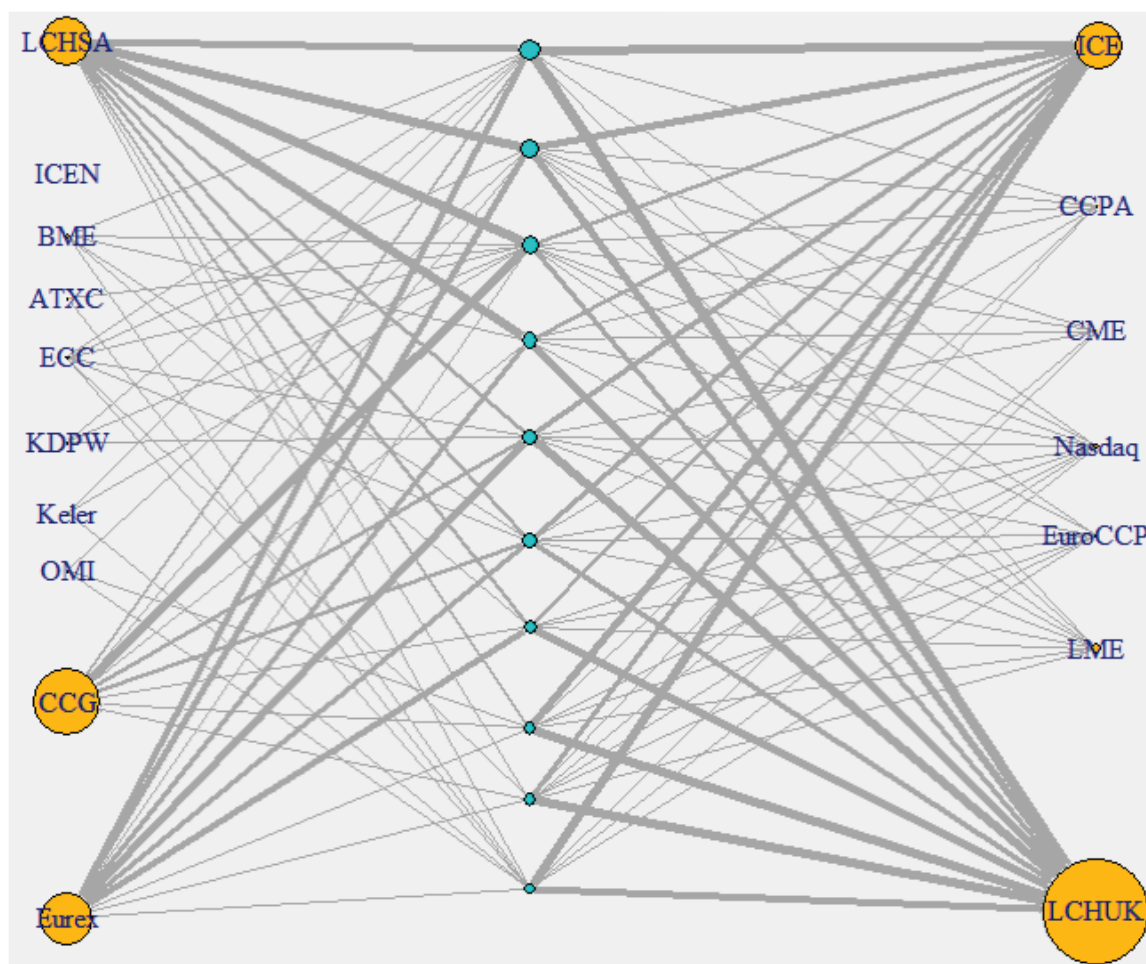 LCHSA
ICEN
BME
ATXC
ECC
KDPW
Keler
OMI
CCG
Eurex
ICE
CCPA
CME
Nasdaq
EuroCCP
LME
LCHUK